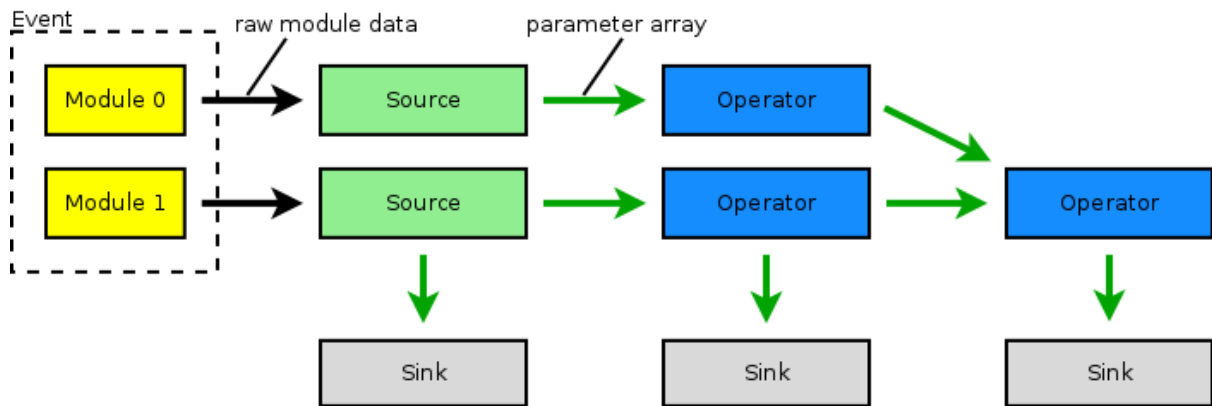 Event
raw module data
parameter array
Module 0
Source
Operator
Module 1
Source
Operator
Operator
Sink
Sink
Sink